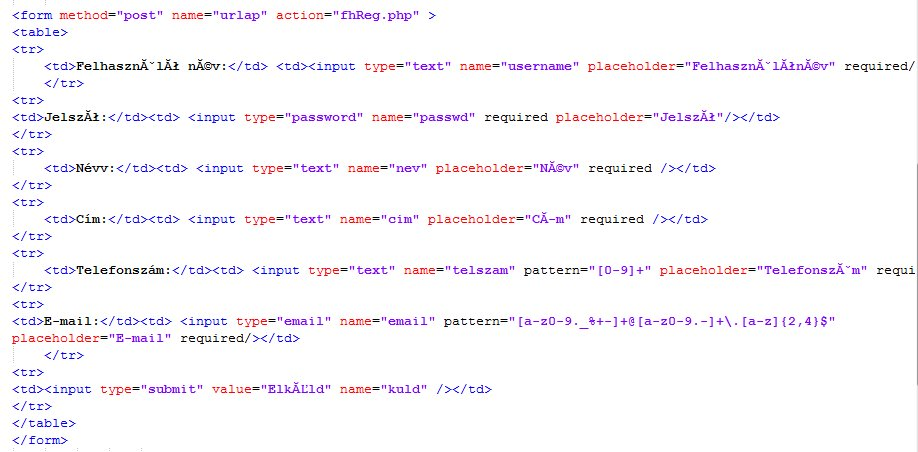 <form method="post" name="urlap" action="fhReg.php" >
<table>
<tr>
<td>FelhasznĂˇlĂł nĂ©v:</td> <td><input type="text" name="username" placeholder="FelhasznĂˇlĂłnĂ©v" required/
</tr>
<tr>
<td>JelszĂł:</td><td> <input type="password" name="passwd" required placeholder="JelszĂł"/></td>
</tr>
<tr>
<td>Névv:</td><td> <input type="text" name="nev" placeholder="NĂ©v" required /></td>
</tr>
<tr>
<td>Cím:</td><td> <input type="text" name="cim" placeholder="CĂ-m" required /></td>
</tr>
<tr>
<td>Telefonszám:</td><td> <input type="text" name="telszam" pattern="[0-9]+" placeholder="TelefonszĂˇm" requi
</tr>
<tr>
<td>E-mail:</td><td> <input type="email" name="email" pattern="[a-z0-9._%+-]+@[a-z0-9.-]+\.[a-z]{2,4}$"
placeholder="E-mail" required/></td>
</tr>
<tr>
<td><input type="submit" value="ElkĂĽld" name="kuld" /></td>
</tr>
</table>
</form>